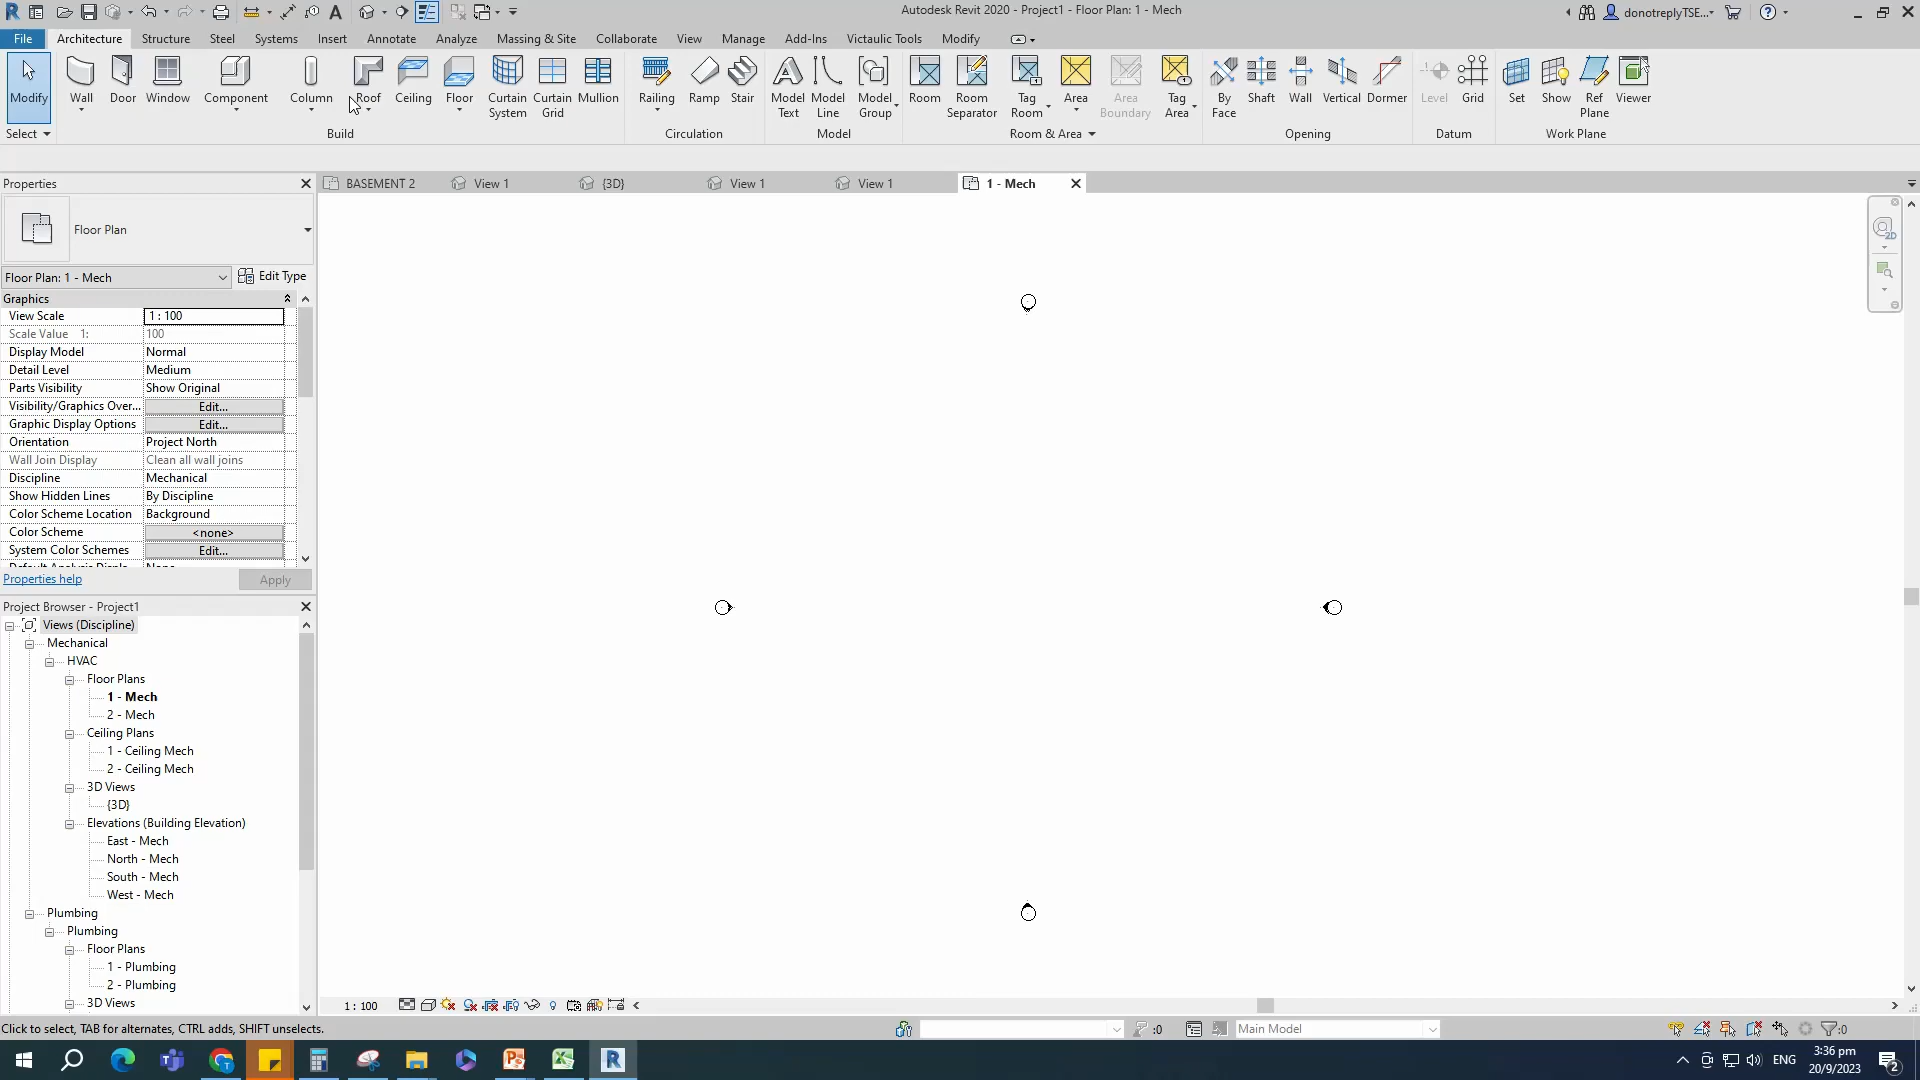 Autodesk Revit 2020 - Project1 - Floor Plan: 1 - Mech
donotreplyTSE...
File Architecture Structure Steel Systems Insert Annotate Analyze Massing & Site Collaborate View Manage Add-Ins Victaulic Tools Modify
Modify Wall Door Window Component Column Roof Ceiling Floor Curtain System Curtain Grid Mullion Railing Ramp Stair Model Text Model Line Model Group Room Room Separator Tag Room Area Area Boundary Tag Area By Face Shaft Wall Vertical Dormer Level Grid Set Show Ref Plane Viewer
Select Build Circulation Model Room & Area Opening Datum Work Plane
Properties
BASEMENT 2 View 1 {3D} View 1 View 1 1 - Mech
2D
Floor Plan
Floor Plan: 1 - Mech Edit Type
Graphics
View Scale 1 : 100
Scale Value 1: 100
Display Model Normal
Detail Level Medium
Parts Visibility Show Original
Visibility/Graphics Over... Edit...
Graphic Display Options Edit...
Orientation Project North
Wall Join Display Clean all wall joins
Discipline Mechanical
Show Hidden Lines By Discipline
Color Scheme Location Background
Color Scheme <none>
System Color Schemes Edit...
Properties help Apply
Project Browser - Project1
Views (Discipline)
Mechanical
HVAC
Floor Plans
1 - Mech
2 - Mech
Ceiling Plans
1 - Ceiling Mech
2 - Ceiling Mech
3D Views
{3D}
Elevations (Building Elevation)
East - Mech
North - Mech
South - Mech
West - Mech
Plumbing
Plumbing
Floor Plans
1 - Plumbing
2 - Plumbing
3D Views
1 : 100
Click to select, TAB for alternates, CTRL adds, SHIFT unselects.
:0
Main Model
:0
ENG
3:36 pm
20/9/2023
2